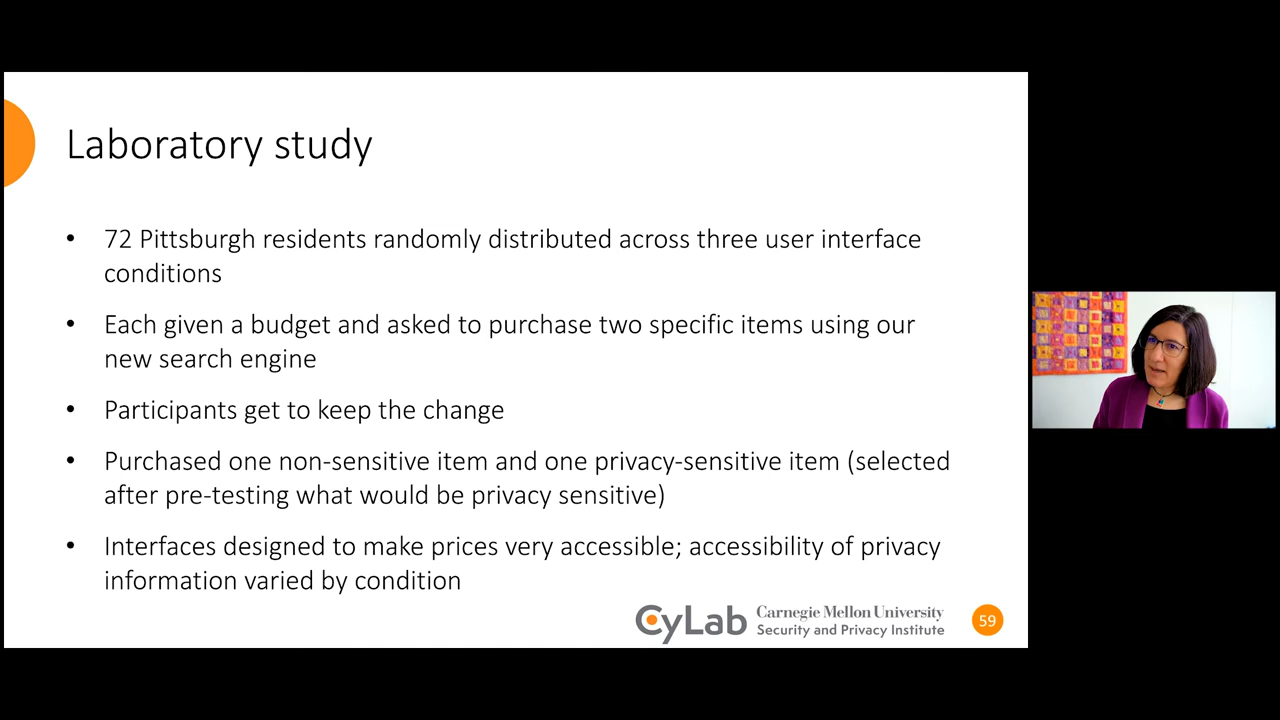 Laboratory study
• 72 Pittsburgh residents randomly distributed across three user interface
conditions
• Each given a budget and asked to purchase two specific items using our
new search engine
• Participants get to keep the change
• Purchased one non-sensitive item and one privacy-sensitive item (selected
after pre-testing what would be privacy sensitive)
• Interfaces designed to make prices very accessible; accessibility of privacy
information varied by condition
CyLab Carnegie Mellon University
Security and Privacy Institute
59